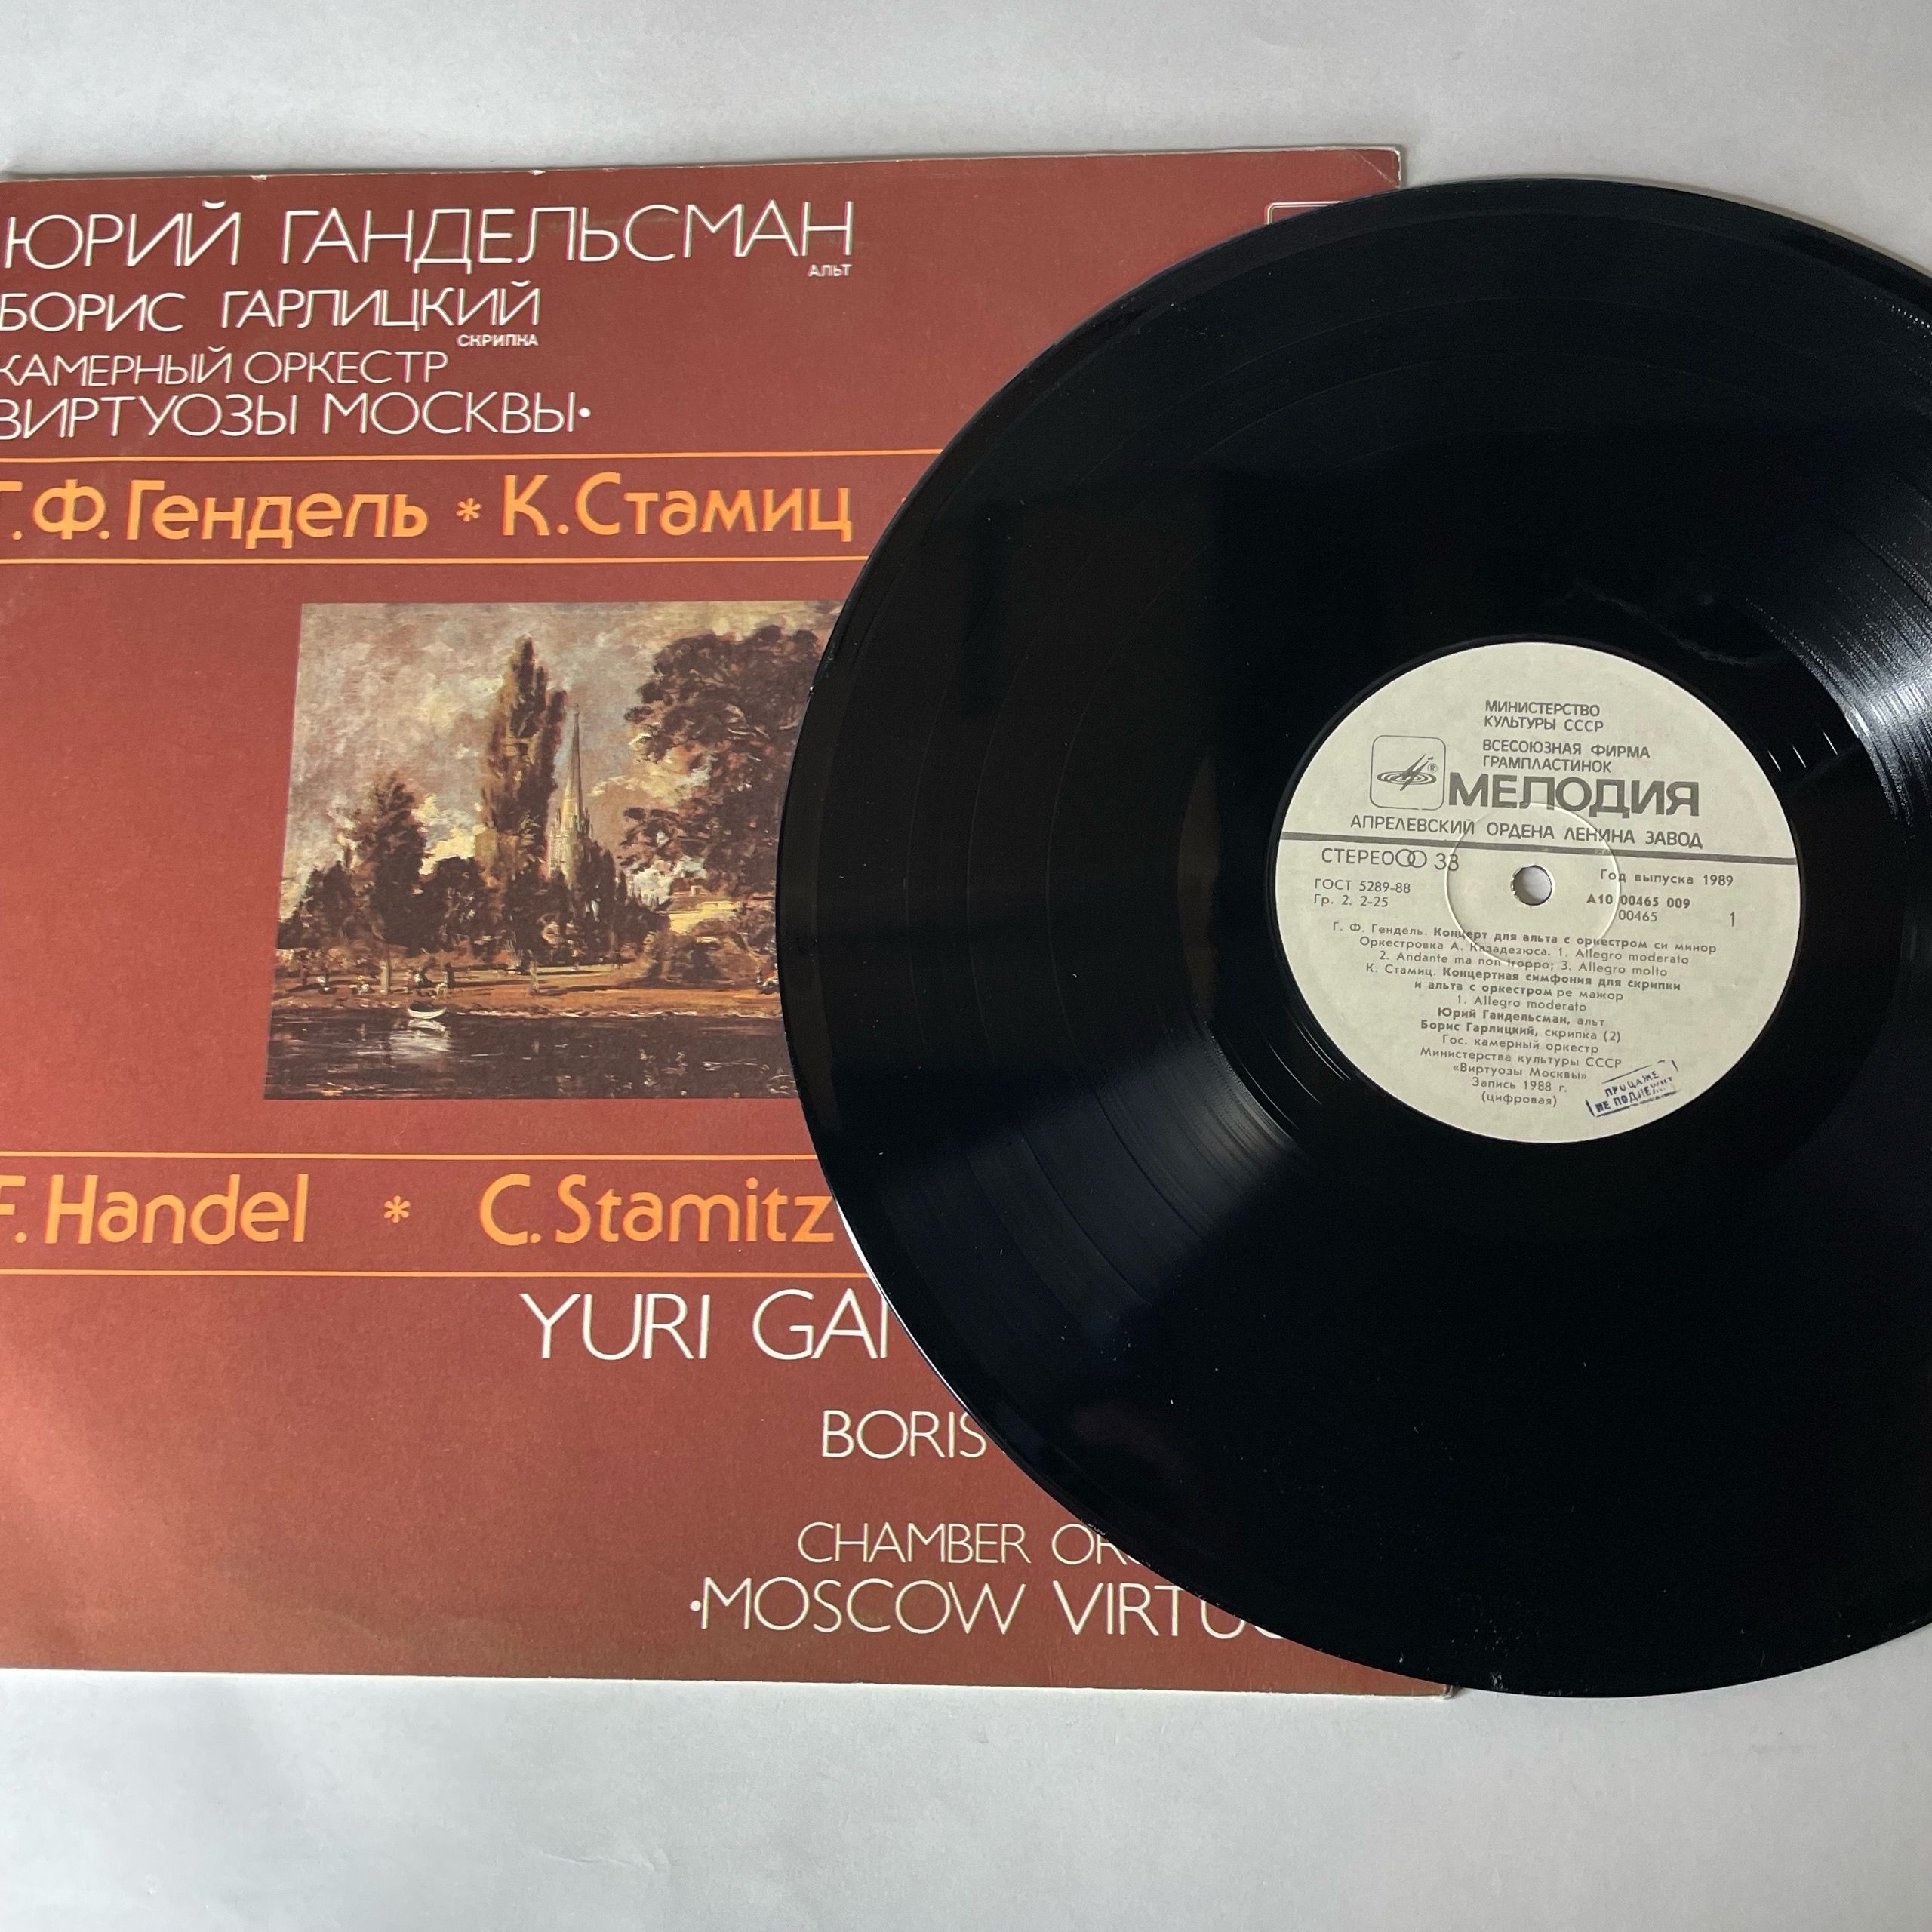 ЮРИЙ ГАНДЕЛЬСМАН
АЛЬТ
БОРИС ГАРЛИЦКИЙ
СКРИПКА
КАМЕРНЫЙ ОРКЕСТР
ВИРТУОЗЫ МОСКВЫ•
Г.Ф.Гендель * К.Стамиц
F.Handel * C.Stamitz
YURI GA
BORIS
CHAMBER OR
•MOSCOW VIRTU
МИНИСТЕРСТВО
КУЛЬТУРЫ СССР
ВСЕСОЮЗНАЯ ФИРМА
ГРАМПЛАСТИНОК
® МЕЛОДИЯ
АПРЕЛЕВСКИЙ ОРДЕНА ЛЕНИНА ЗАВОД
СТЕРЕО 33
Год выпуска 1989
ГОСТ 5289-88
Гр. 2. 2-25
А10 00465 009
00465
1
Г. Ф. Гендель. Концерт для альта с оркестром си минор
Оркестровка А. Казадезюса. 1. Allegro moderato
2. Andante ma non troppo; 3. Allegro molto
К. Стамиц. Концертная симфония для скрипки
и альта с оркестром ре мажор
1. Allegro moderato
Юрий Гандельсман, альт
Борис Гарлицкий, скрипка (2)
Гос. камерный оркестр
Министерства культуры СССР
«Виртуозы Москвы»
Запись 1988 г.
(цифровая)
ПРОДАЖЕ
НЕ ПОДЛЕЖИТ